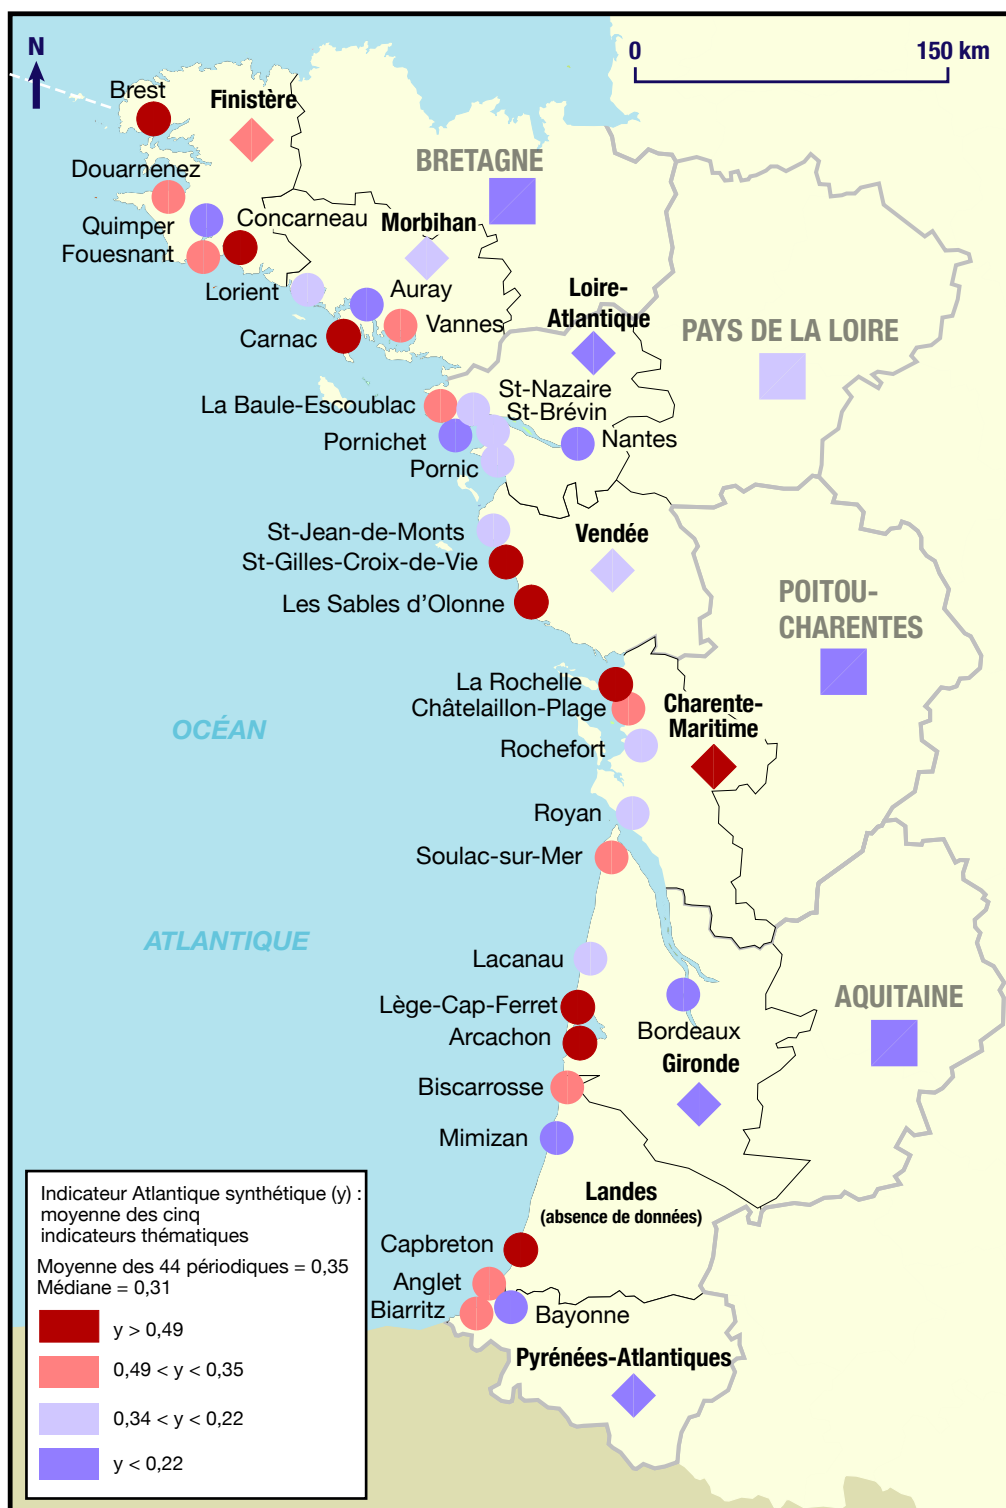 N
0 150 km
Brest
Finistère
BRETAGNE
Douarnenez
Quimper
Concarneau
Morbihan
Fouesnant
Lorient
Auray
Loire-
Atlantique
Carnac
Vannes
PAYS DE LA LOIRE
La Baule-Escoublac
St-Nazaire
St-Brévin
Pornichet
Nantes
Pornic
St-Jean-de-Monts
Vendée
St-Gilles-Croix-de-Vie
Les Sables d’Olonne
POITOU-
CHARENTES
La Rochelle
Châtelaillon-Plage
Charente-
Maritime
OCÉAN
Rochefort
Royan
Soulac-sur-Mer
ATLANTIQUE
Lacanau
Lège-Cap-Ferret
AQUITAINE
Arcachon
Bordeaux
Gironde
Biscarrosse
Mimizan
Landes
(absence de données)
Capbreton
Anglet
Biarritz
Bayonne
Pyrénées-Atlantiques
Indicateur Atlantique synthétique (y) :
moyenne des cinq
indicateurs thématiques
Moyenne des 44 périodiques = 0,35
Médiane = 0,31
y > 0,49
0,49 < y < 0,35
0,34 < y < 0,22
y < 0,22